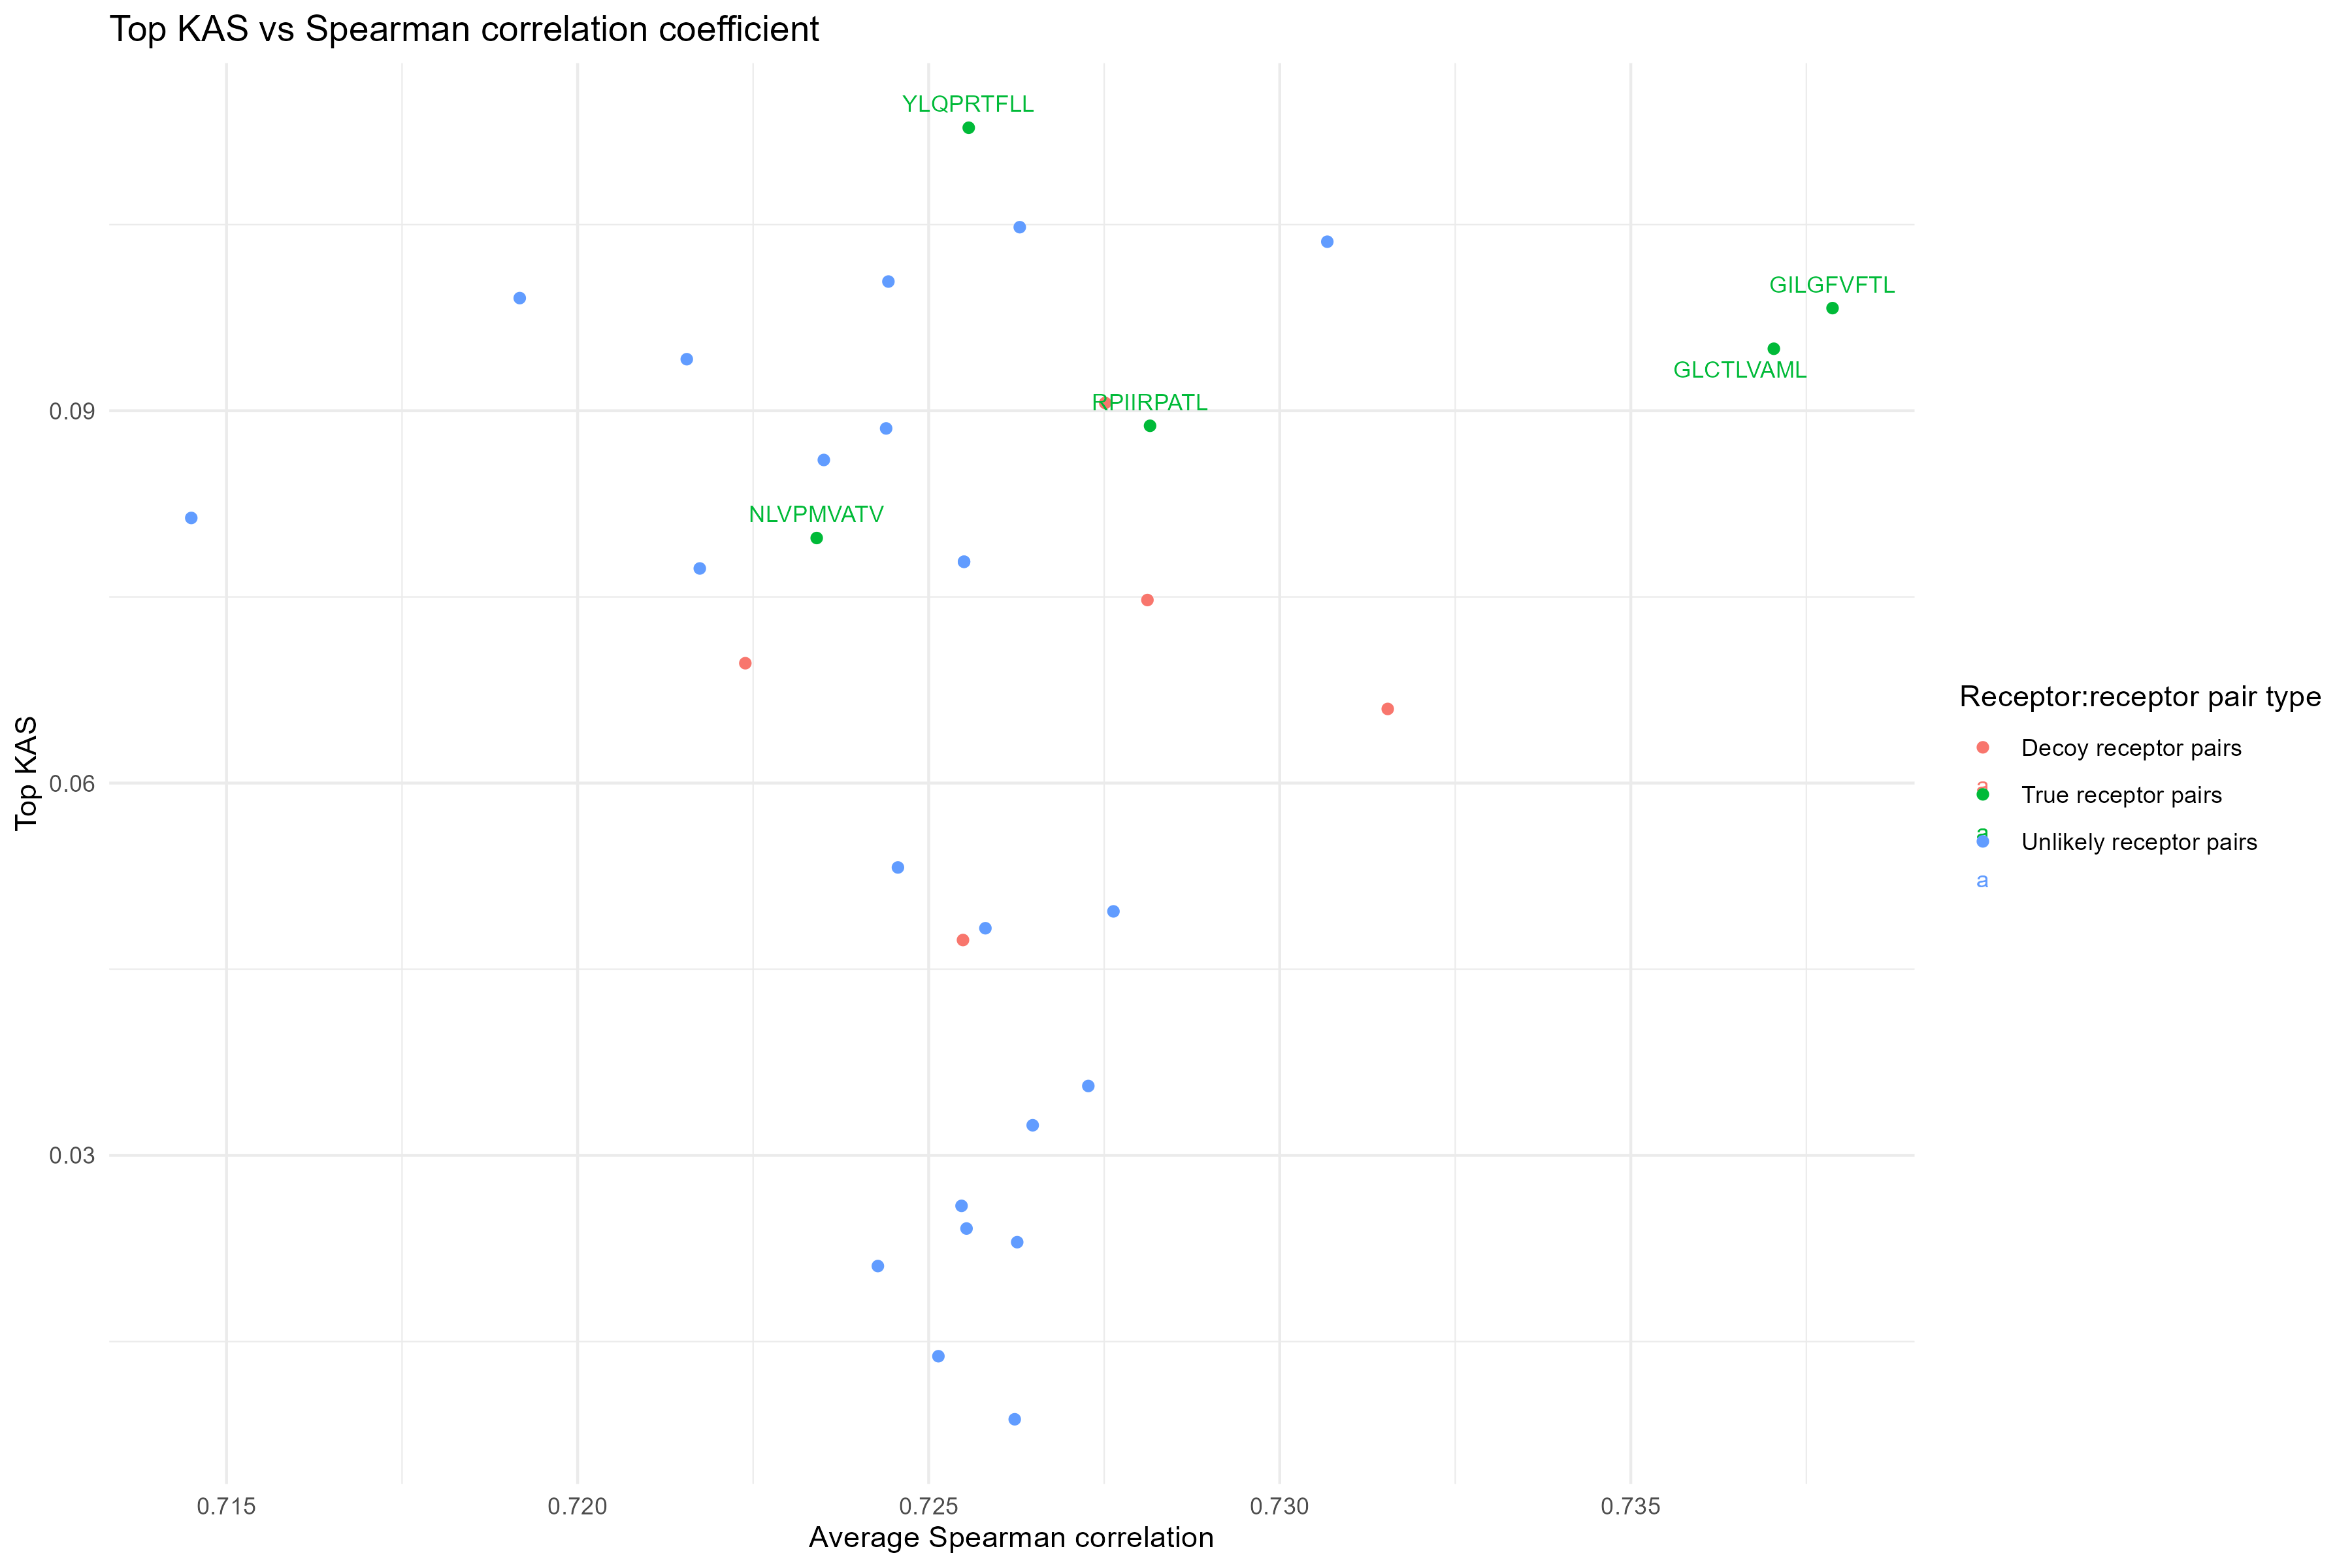 Top KAS vs Spearman correlation coefficient
YLQPRTFLL
GILGFVFTL
GLCTLVAML
RPIIRPATL
NLVPMVATV
0.09
0.06
0.03
Top KAS
0.715
0.720
0.725
0.730
0.735
Average Spearman correlation
Receptor:receptor pair type
Decoy receptor pairs
a
True receptor pairs
a
Unlikely receptor pairs
a